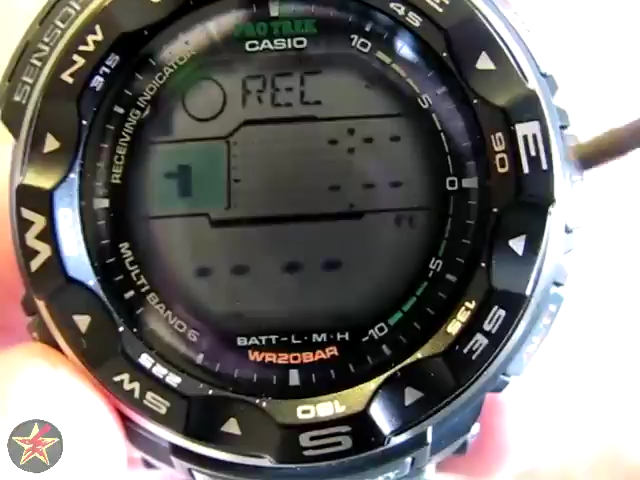 PRO TREK
CASIO
SENSOR
NW
315
45
RECEIVING INDICATOR
10
5
0
-5
-10
REC
- : - -
- : - -
- - - -
E
90
W
MULTI BAND 6
BATT-L·M·H
WR20BAR
135
SE
225
SW
180
S